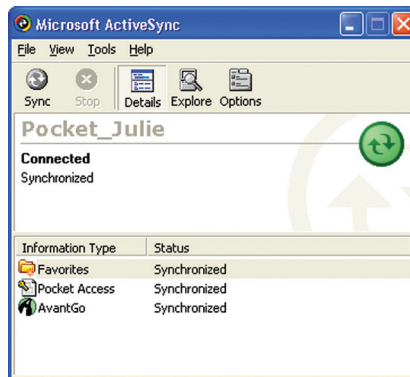 Microsoft ActiveSync
File View Tools Help
Sync Stop Details Explore Options
Pocket_Julie
Connected
Synchronized
Information Type Status
Favorites Synchronized
Pocket Access Synchronized
AvantGo Synchronized